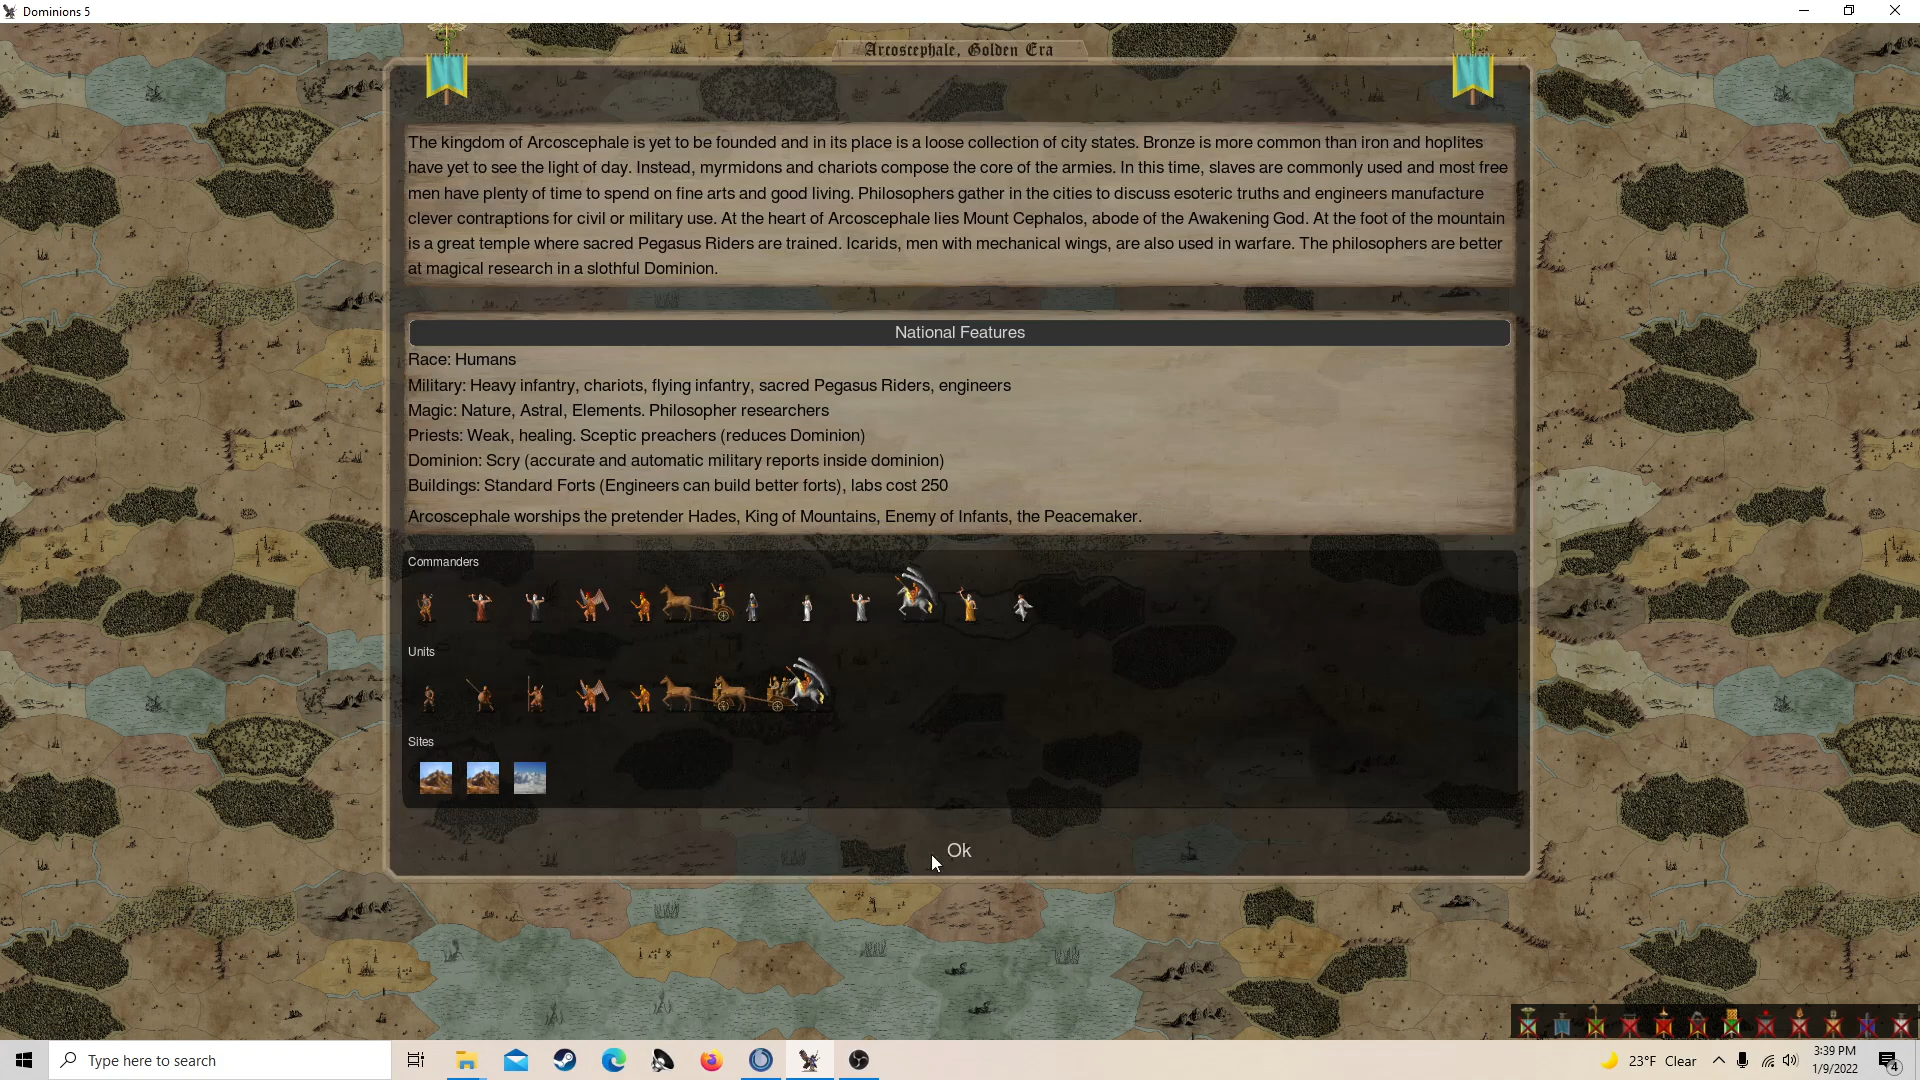 Dominions 5
Arcoscephale, Golden Era
The kingdom of Arcoscephale is yet to be founded and in its place is a loose collection of city states. Bronze is more common than iron and hoplites
have yet to see the light of day. Instead, myrmidons and chariots compose the core of the armies. In this time, slaves are commonly used and most free
men have plenty of time to spend on fine arts and good living. Philosophers gather in the cities to discuss esoteric truths and engineers manufacture
clever contraptions for civil or military use. At the heart of Arcoscephale lies Mount Cephalos, abode of the Awakening God. At the foot of the mountain
is a great temple where sacred Pegasus Riders are trained. Icarids, men with mechanical wings, are also used in warfare. The philosophers are better
at magical research in a slothful Dominion.
National Features
Race: Humans
Military: Heavy infantry, chariots, flying infantry, sacred Pegasus Riders, engineers
Magic: Nature, Astral, Elements. Philosopher researchers
Priests: Weak, healing. Sceptic preachers (reduces Dominion)
Dominion: Scry (accurate and automatic military reports inside dominion)
Buildings: Standard Forts (Engineers can build better forts), labs cost 250
Arcoscephale worships the pretender Hades, King of Mountains, Enemy of Infants, the Peacemaker.
Commanders
Units
Sites
Ok
Type here to search
23°F Clear
3:39 PM
1/9/2022
4